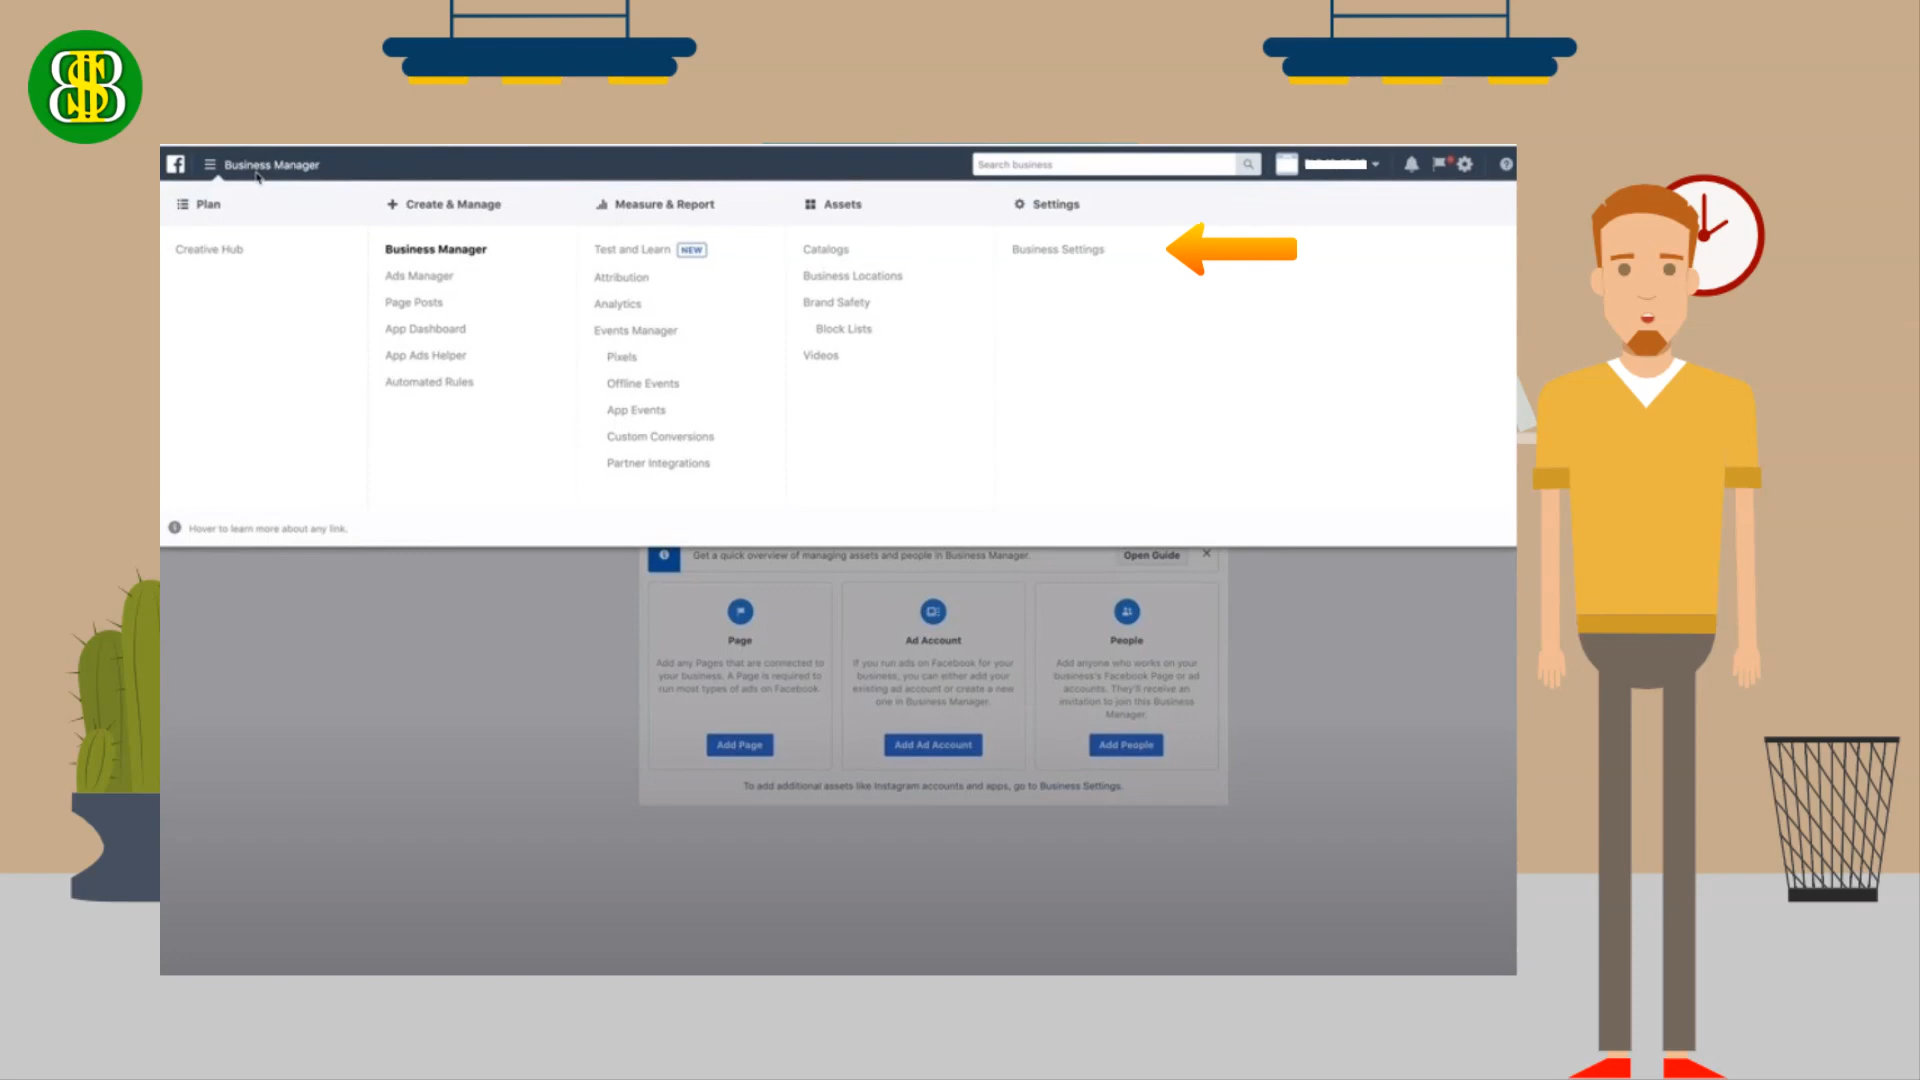 Business Manager
Search business
Plan
Create & Manage
Measure & Report
Assets
Settings
Creative Hub
Business Manager
Ads Manager
Page Posts
App Dashboard
App Ads Helper
Automated Rules
Test and Learn NEW
Attribution
Analytics
Events Manager
Pixels
Offline Events
App Events
Custom Conversions
Partner Integrations
Catalogs
Business Locations
Brand Safety
Block Lists
Videos
Business Settings
Hover to learn more about any link.
Get a quick overview of managing assets and people in Business Manager.
Open Guide
Page
Add any Pages that are connected to
your business. A Page is required to
run most types of ads on Facebook.
Add Page
Ad Account
If you run ads on Facebook for your
business, you can either add your
existing ad account or create a new
one in Business Manager.
Add Ad Account
People
Add anyone who works on your
business's Facebook Page or ad
accounts. They'll receive an
invitation to join this Business
Manager.
Add People
To add additional assets like Instagram accounts and apps, go to Business Settings.